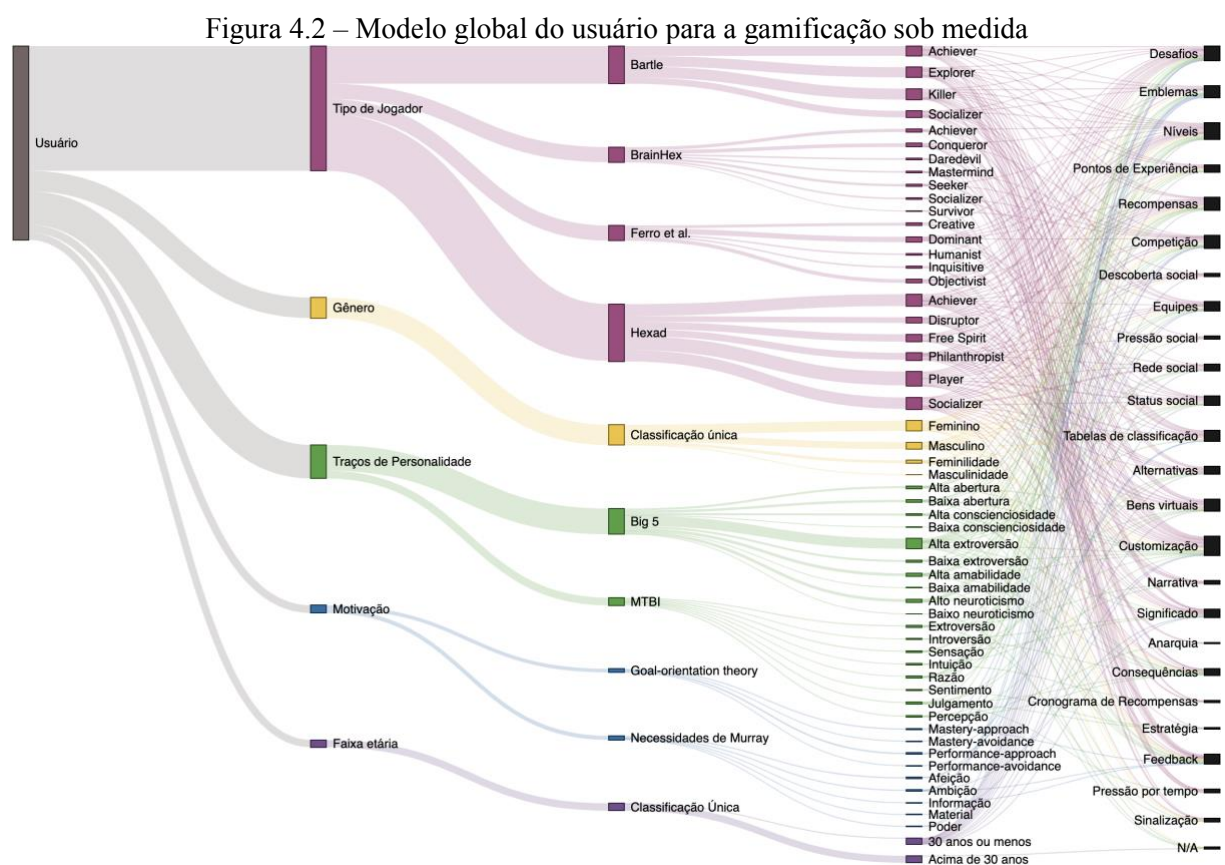 Figura 4.2 – Modelo global do usuário para a gamificação sob medida
Usuário
Tipo de Jogador
Gênero
Traços de Personalidade
Motivação
Faixa etária
Bartle
BrainHex
Ferro et al.
Hexad
Classificação única
Big 5
MTBI
Goal-orientation theory
Necessidades de Murray
Classificação Única
Achiever
Explorer
Killer
Socializer
Achiever
Conqueror
Daredevil
Mastermind
Seeker
Socializer
Survivor
Creative
Dominant
Humanist
Inquisitive
Objectivist
Achiever
Disruptor
Free Spirit
Philanthropist
Player
Socializer
Feminino
Masculino
Feminilidade
Masculinidade
Alta abertura
Baixa abertura
Alta conscienciosidade
Baixa conscienciosidade
Alta extroversão
Baixa extroversão
Alta amabilidade
Baixa amabilidade
Alto neuroticismo
Baixo neuroticismo
Extroversão
Introversão
Sensação
Intuição
Razão
Sentimento
Julgamento
Percepção
Mastery-approach
Mastery-avoidance
Performance-approach
Performance-avoidance
Afeição
Ambição
Informação
Material
Poder
30 anos ou menos
Acima de 30 anos
Desafios
Emblemas
Níveis
Pontos de Experiência
Recompensas
Competição
Descoberta social
Equipes
Pressão social
Rede social
Status social
Tabelas de classificação
Alternativas
Bens virtuais
Customização
Narrativa
Significado
Anarquia
Consequências
Cronograma de Recompensas
Estratégia
Feedback
Pressão por tempo
Sinalização
N/A